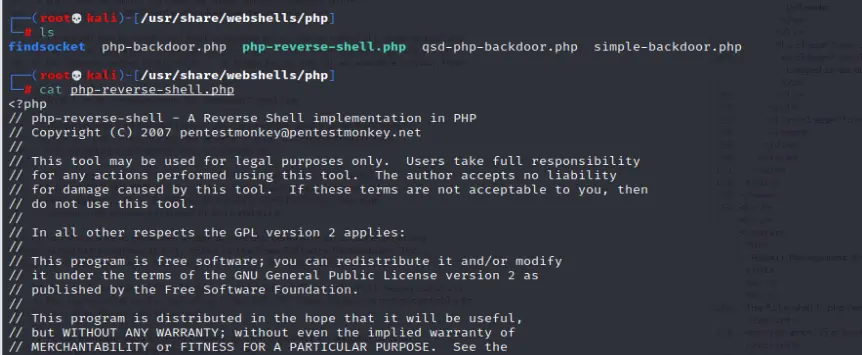 ┌──(root💀kali)-[/usr/share/webshells/php]
└─# ls
findsocket  php-backdoor.php  php-reverse-shell.php  qsd-php-backdoor.php  simple-backdoor.php
┌──(root💀kali)-[/usr/share/webshells/php]
└─# cat php-reverse-shell.php
<?php
// php-reverse-shell - A Reverse Shell implementation in PHP
// Copyright (C) 2007 pentestmonkey@pentestmonkey.net
//
// This tool may be used for legal purposes only.  Users take full responsibility
// for any actions performed using this tool.  The author accepts no liability
// for damage caused by this tool.  If these terms are not acceptable to you, then
// do not use this tool.
//
// In all other respects the GPL version 2 applies:
//
// This program is free software; you can redistribute it and/or modify
// it under the terms of the GNU General Public License version 2 as
// published by the Free Software Foundation.
//
// This program is distributed in the hope that it will be useful,
// but WITHOUT ANY WARRANTY; without even the implied warranty of
// MERCHANTABILITY or FITNESS FOR A PARTICULAR PURPOSE.  See the